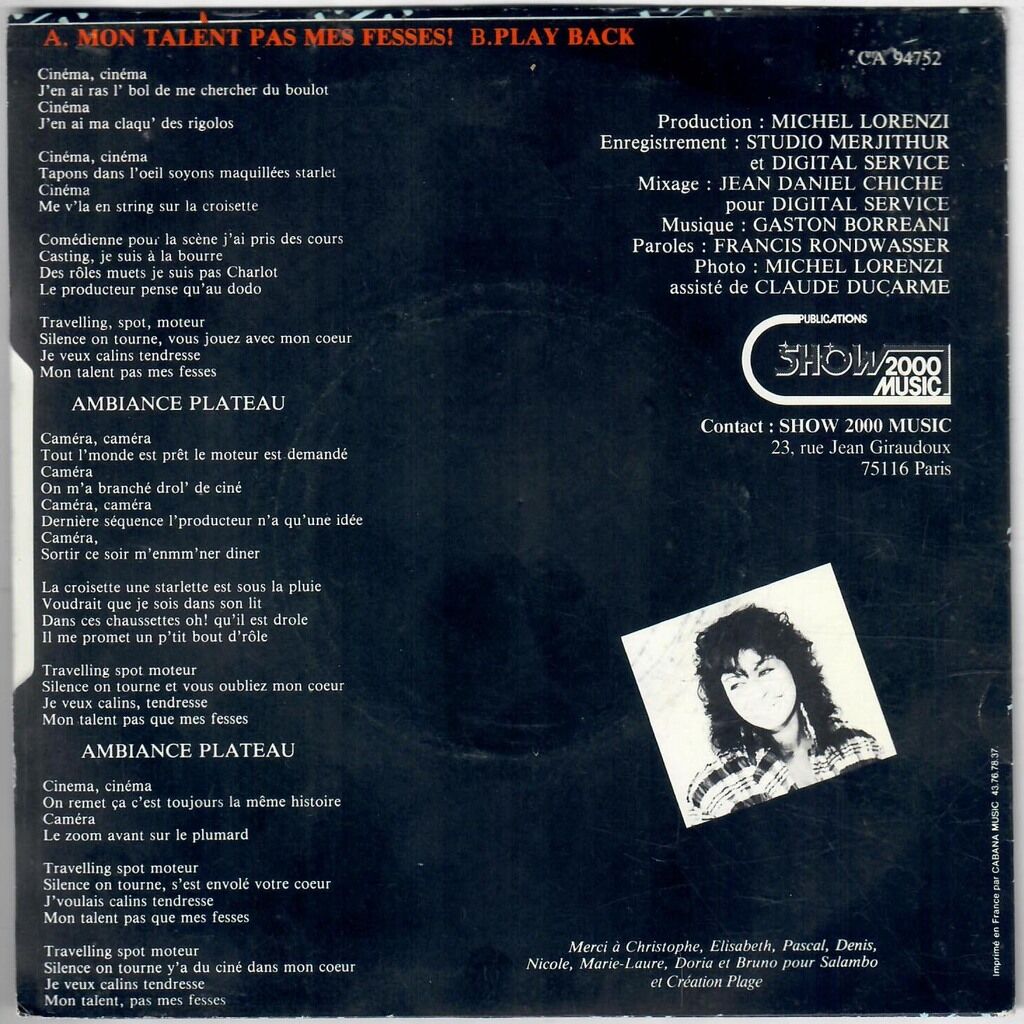 A. MON TALENT PAS MES FESSES! B.PLAY BACK
CA 94752
Cinéma, cinéma
J'en ai ras l' bol de me chercher du boulot
Cinéma
J'en ai ma claqu' des rigolos
Cinéma, cinéma
Tapons dans l'oeil soyons maquillées starlet
Cinéma
Me v'la en string sur la croisette
Comédienne pour la scène j'ai pris des cours
Casting, je suis à la bourre
Des rôles muets je suis pas Charlot
Le producteur pense qu'au dodo
Travelling, spot, moteur
Silence on tourne, vous jouez avec mon coeur
Je veux calins tendresse
Mon talent pas mes fesses
AMBIANCE PLATEAU
Caméra, caméra
Tout l'monde est prêt le moteur est demandé
Caméra
On m'a branché drol' de ciné
Caméra, caméra
Dernière séquence l'producteur n'a qu'une idée
Caméra,
Sortir ce soir m'enmm'ner diner
La croisette une starlette est sous la pluie
Voudrait que je sois dans son lit
Dans ces chaussettes oh! qu'il est drole
Il me promet un p'tit bout d'rôle
Travelling spot moteur
Silence on tourne et vous oubliez mon coeur
Je veux calins, tendresse
Mon talent pas que mes fesses
AMBIANCE PLATEAU
Cinema, cinéma
On remet ça c'est toujours la même histoire
Caméra
Le zoom avant sur le plumard
Travelling spot moteur
Silence on tourne, s'est envolé votre coeur
J'voulais calins tendresse
Mon talent pas que mes fesses
Travelling spot moteur
Silence on tourne y'a du ciné dans mon coeur
Je veux calins tendresse
Mon talent, pas mes fesses
Production : MICHEL LORENZI
Enregistrement : STUDIO MERJITHUR
et DIGITAL SERVICE
Mixage : JEAN DANIEL CHICHE
pour DIGITAL SERVICE
Musique : GASTON BORREANI
Paroles : FRANCIS RONDWASSER
Photo : MICHEL LORENZI
assisté de CLAUDE DUCARME
PUBLICATIONS
SHOW 2000
MUSIC
Contact : SHOW 2000 MUSIC
23, rue Jean Giraudoux
75116 Paris
Merci à Christophe, Elisabeth, Pascal, Denis,
Nicole, Marie-Laure, Doria et Bruno pour Salambo
et Création Plage
Imprimé en France par CABANA MUSIC 43.76.78.37.